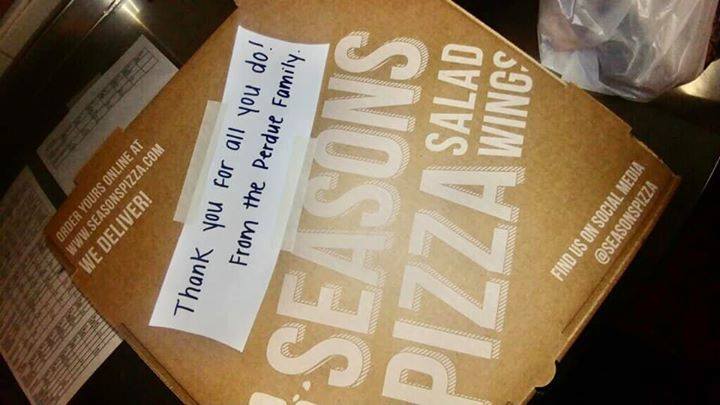 Thank you for all you do!
From the Perdue Family.
ORDER YOURS ONLINE AT
WWW.SEASONSPIZZA.COM
WE DELIVER!
SEASONS
PIZZA
SALAD
WINGS
FIND US ON SOCIAL MEDIA
@SEASONSPIZZA